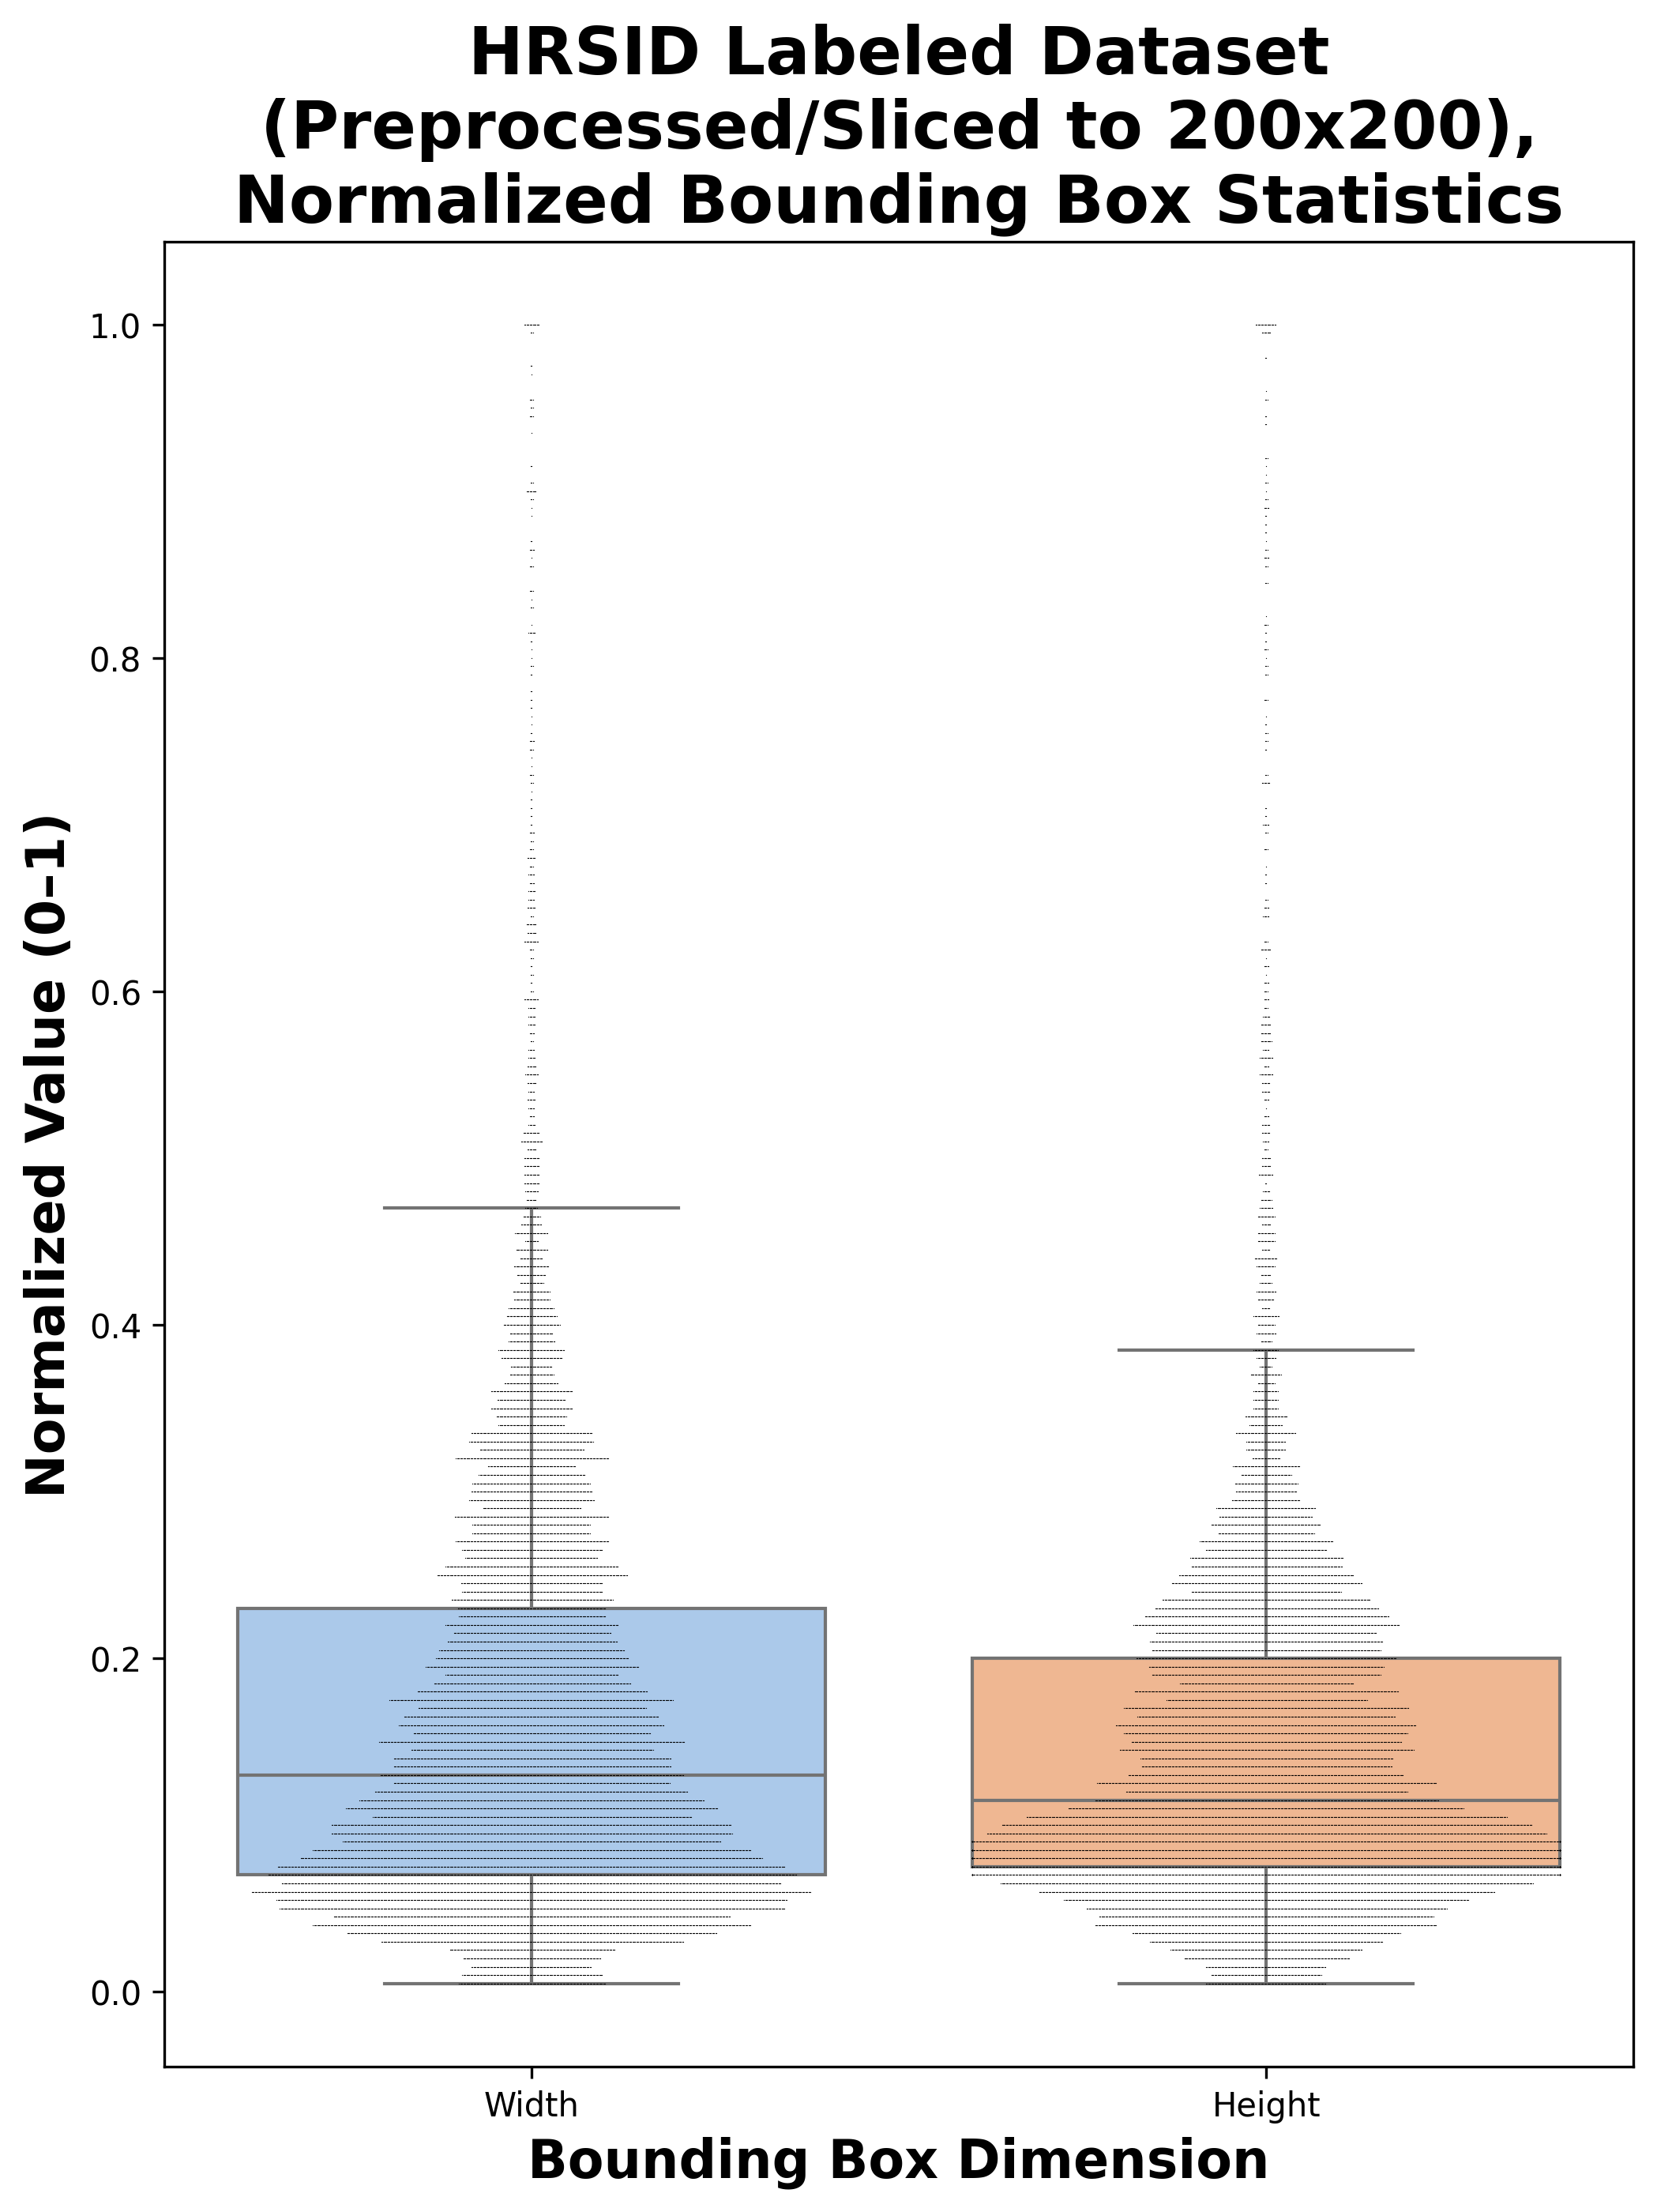 HRSID Labeled Dataset
(Preprocessed/Sliced to 200x200),
Normalized Bounding Box Statistics
Normalized Value (0–1)
1.0
0.8
0.6
0.4
0.2
0.0
Width
Height
Bounding Box Dimension